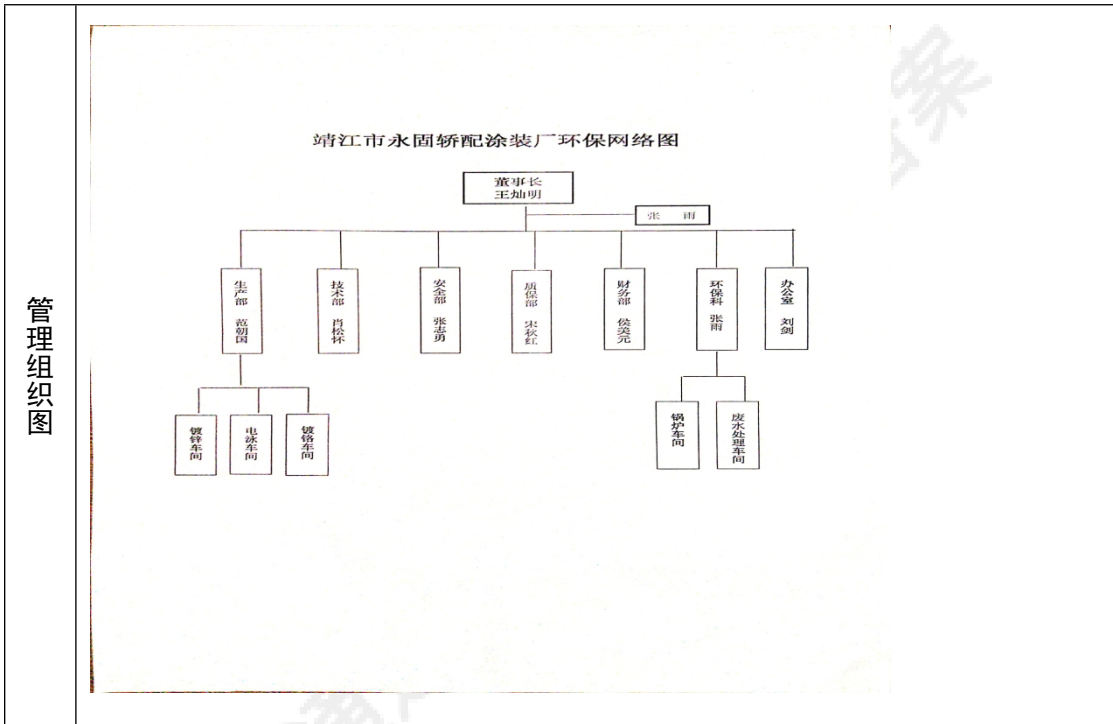 管理组织图
靖江市永固轿配涂装厂环保网络图
董事长
王灿明
张 雨
生产部 范朝国
技术部 肖松怀
安全部 张志勇
质保部 宋秋红
财务部 侯美元
环保科 张雨
办公室 刘剑
镀锌车间
电泳车间
镀铬车间
锅炉车间
废水处理车间
案